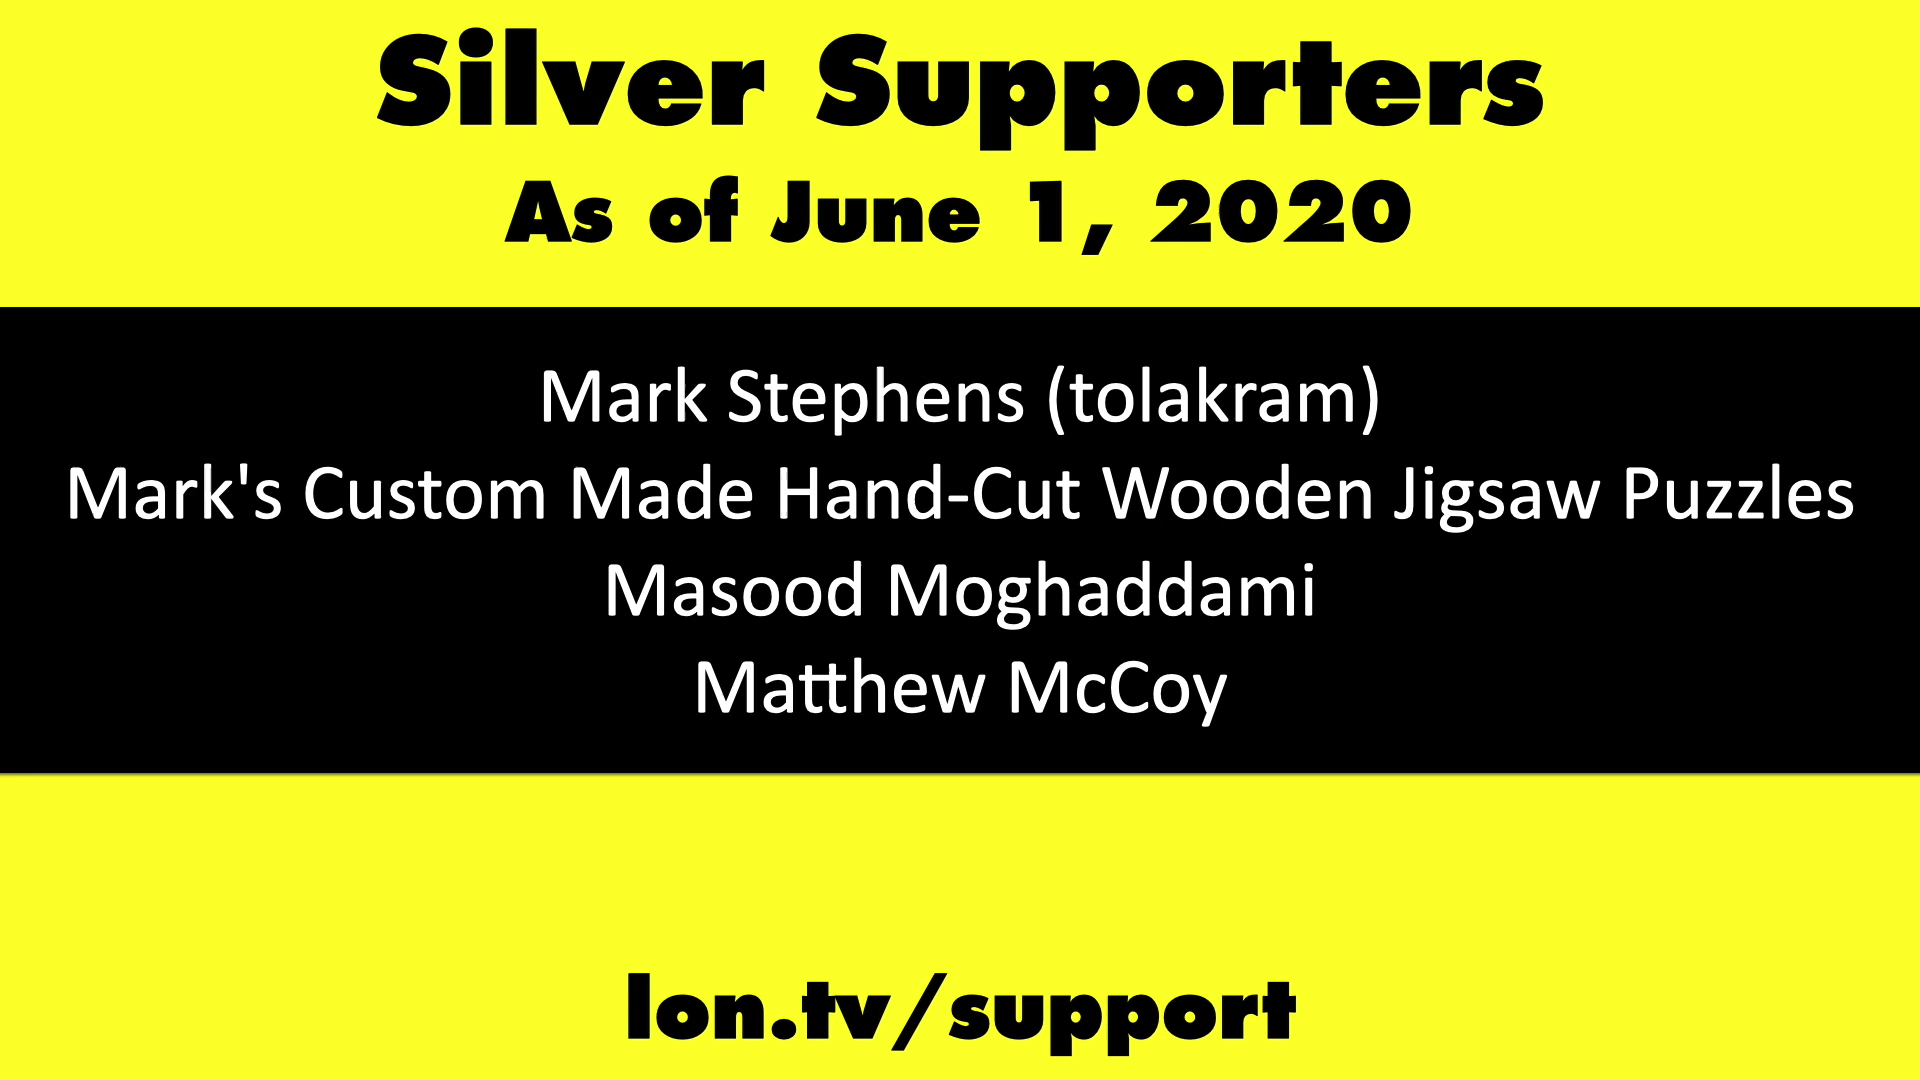 Silver Supporters
As of June 1, 2020
Mark Stephens (tolakram)
Mark's Custom Made Hand-Cut Wooden Jigsaw Puzzles
Masood Moghaddami
Matthew McCoy
lon.tv/support